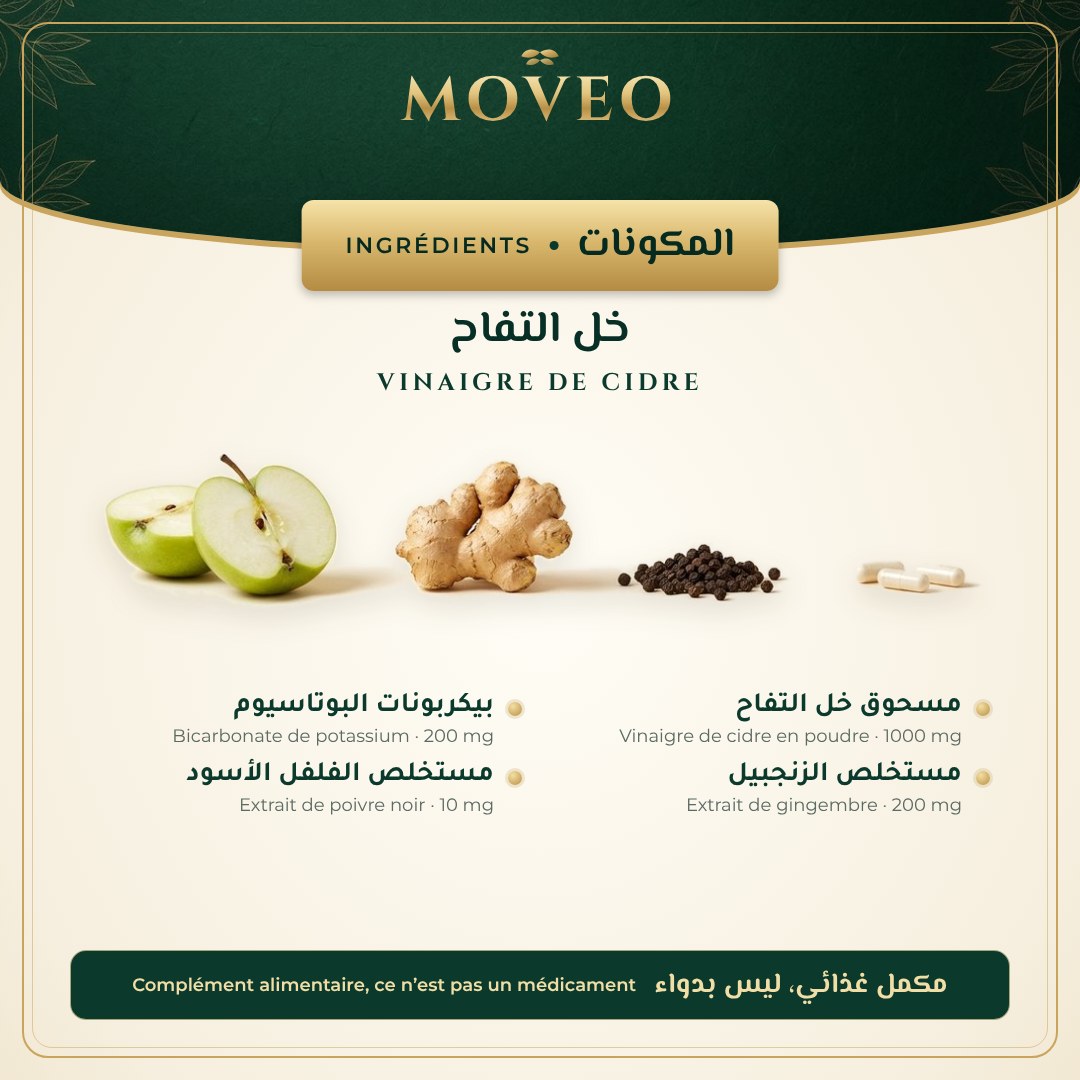 MOVEO
المكونات • INGRÉDIENTS
خل التفاح
VINAIGRE DE CIDRE
مسحوق خل التفاح
Vinaigre de cidre en poudre · 1000 mg
بيكربونات البوتاسيوم
Bicarbonate de potassium · 200 mg
مستخلص الزنجبيل
Extrait de gingembre · 200 mg
مستخلص الفلفل الأسود
Extrait de poivre noir · 10 mg
مكمل غذائي، ليس بدواء Complément alimentaire, ce n’est pas un médicament